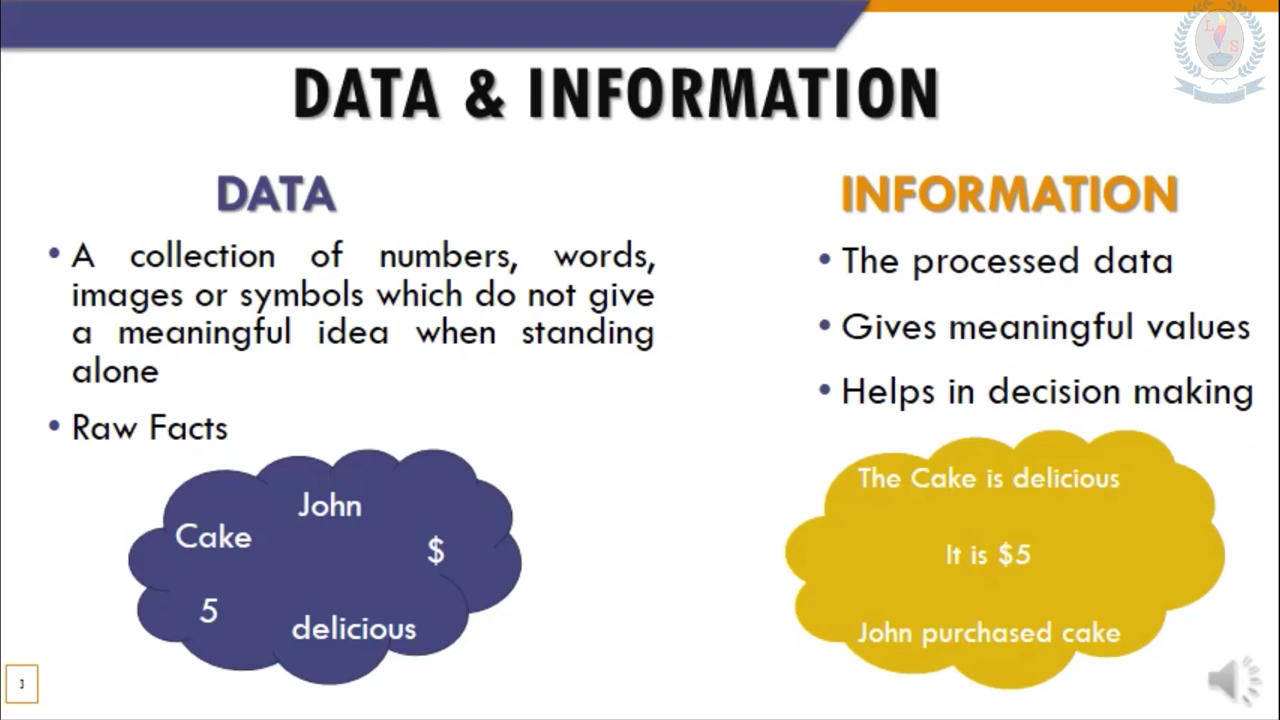 L
S
DATA & INFORMATION
DATA
• A collection of numbers, words,
images or symbols which do not give
a meaningful idea when standing
alone
• Raw Facts
John
Cake
$
5
delicious
INFORMATION
• The processed data
• Gives meaningful values
• Helps in decision making
The Cake is delicious
It is $5
John purchased cake
3